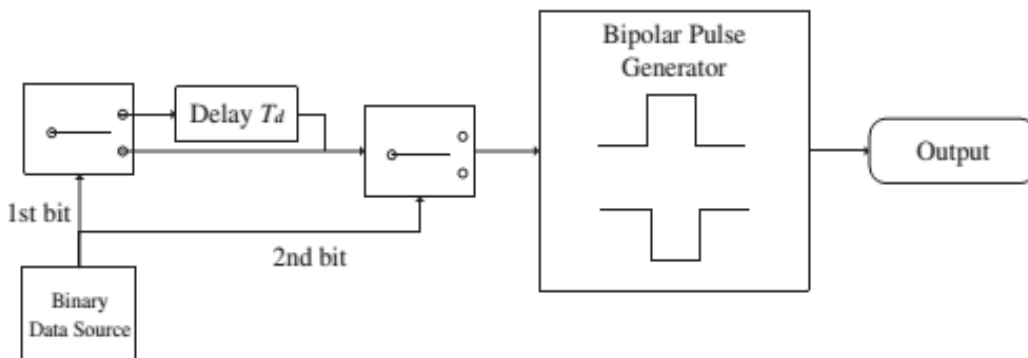 Bipolar Pulse
Generator
Delay Td
Output
1st bit
2nd bit
Binary
Data Source